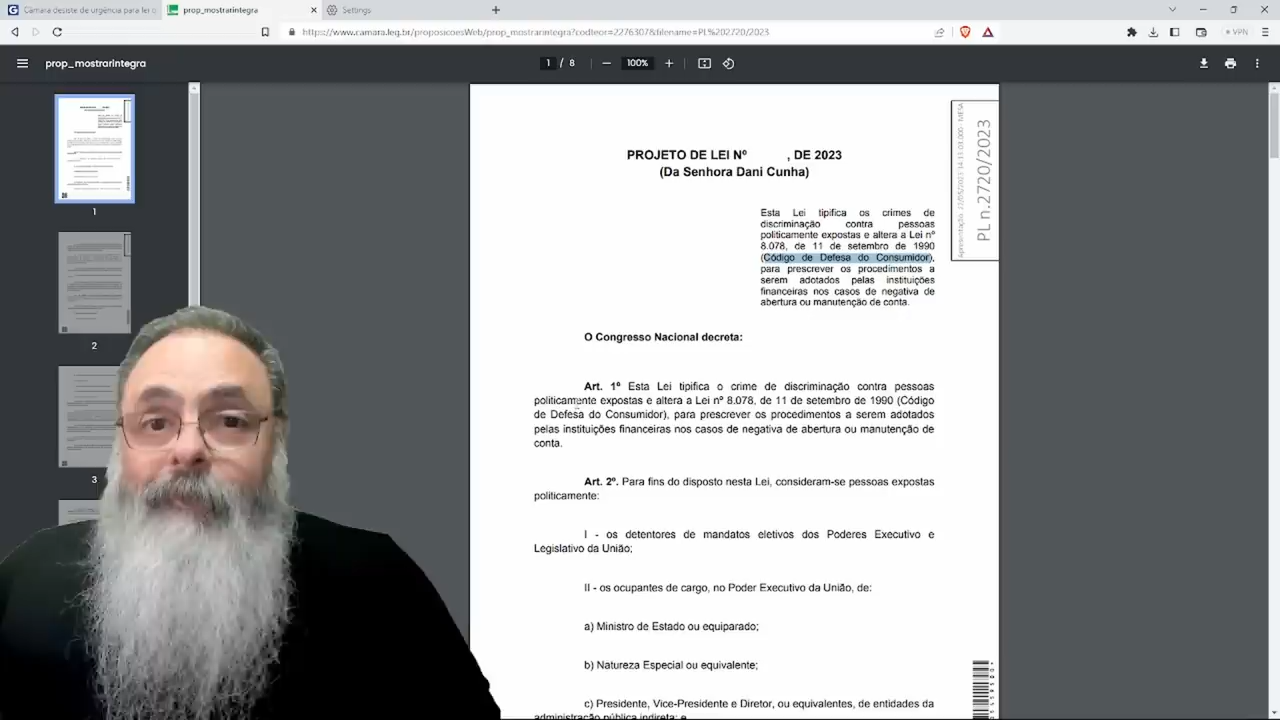 Câmara desiste de urgência para lei q
prop_mostrarintegra
Settings
https://www.camara.leg.br/proposicoesWeb/prop_mostrarintegra?codteor=2276307&filename=PL%202720/2023
VPN
prop_mostrarintegra
1 / 8
100%
1
2
3
PROJETO DE LEI Nº , DE 2023
(Da Senhora Dani Cunha)
Esta Lei tipifica os crimes de
discriminação contra pessoas
politicamente expostas e altera a Lei nº
8.078, de 11 de setembro de 1990
(Código de Defesa do Consumidor),
para prescrever os procedimentos a
serem adotados pelas instituições
financeiras nos casos de negativa de
abertura ou manutenção de conta.
PL n.2720/2023
O Congresso Nacional decreta:
Art. 1º Esta Lei tipifica o crime de discriminação contra pessoas
politicamente expostas e altera a Lei nº 8.078, de 11 de setembro de 1990 (Código
de Defesa do Consumidor), para prescrever os procedimentos a serem adotados
pelas instituições financeiras nos casos de negativa de abertura ou manutenção de
conta.
Art. 2º. Para fins do disposto nesta Lei, consideram-se pessoas expostas
politicamente:
I - os detentores de mandatos eletivos dos Poderes Executivo e
Legislativo da União;
II - os ocupantes de cargo, no Poder Executivo da União, de:
a) Ministro de Estado ou equiparado;
b) Natureza Especial ou equivalente;
c) Presidente, Vice-Presidente e Diretor, ou equivalentes, de entidades da
administração pública indireta; e